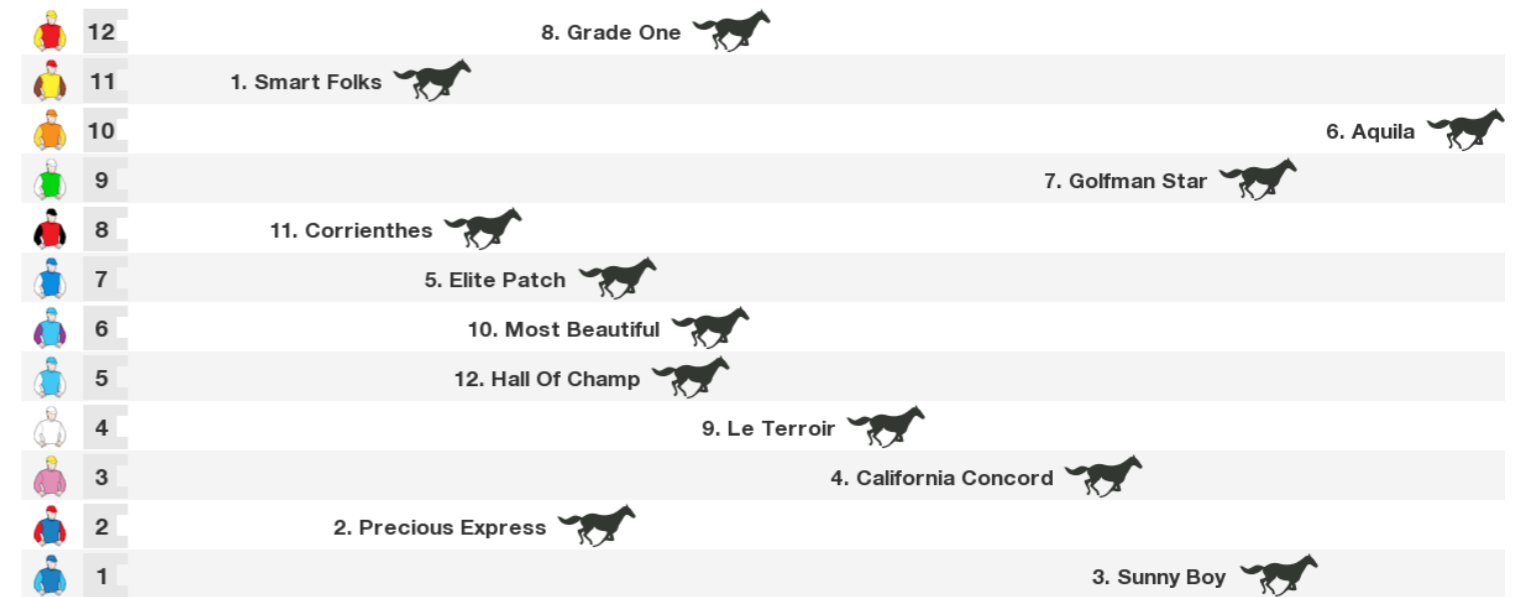 12 8. Grade One
11 1. Smart Folks
10 6. Aquila
9 7. Golfman Star
8 11. Corrienthes
7 5. Elite Patch
6 10. Most Beautiful
5 12. Hall Of Champ
4 9. Le Terroir
3 4. California Concord
2 2. Precious Express
1 3. Sunny Boy